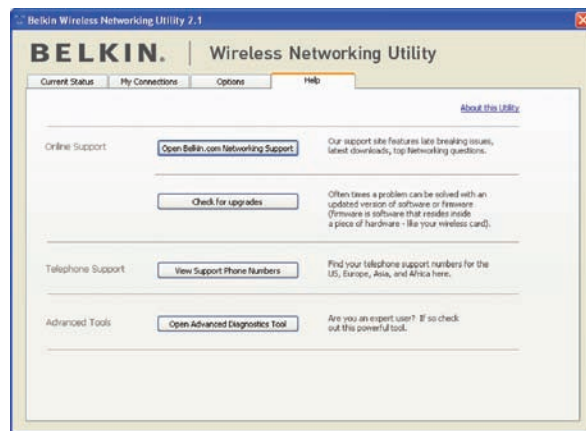 Belkin Wireless Networking Utility 2.1
BELKIN. | Wireless Networking Utility
Current Status My Connections Options Help
About this Utility
Online Support
Open Belkin.com Networking Support
Our support site features late breaking issues,
latest downloads, top Networking questions.
Check for upgrades
Often times a problem can be solved with an
updated version of software or firmware
(firmware is software that resides inside
a piece of hardware - like your wireless card).
Telephone Support
View Support Phone Numbers
Find your telephone support numbers for the
US, Europe, Asia, and Africa here.
Advanced Tools
Open Advanced Diagnostics Tool
Are you an expert user? If so check
out this powerful tool.